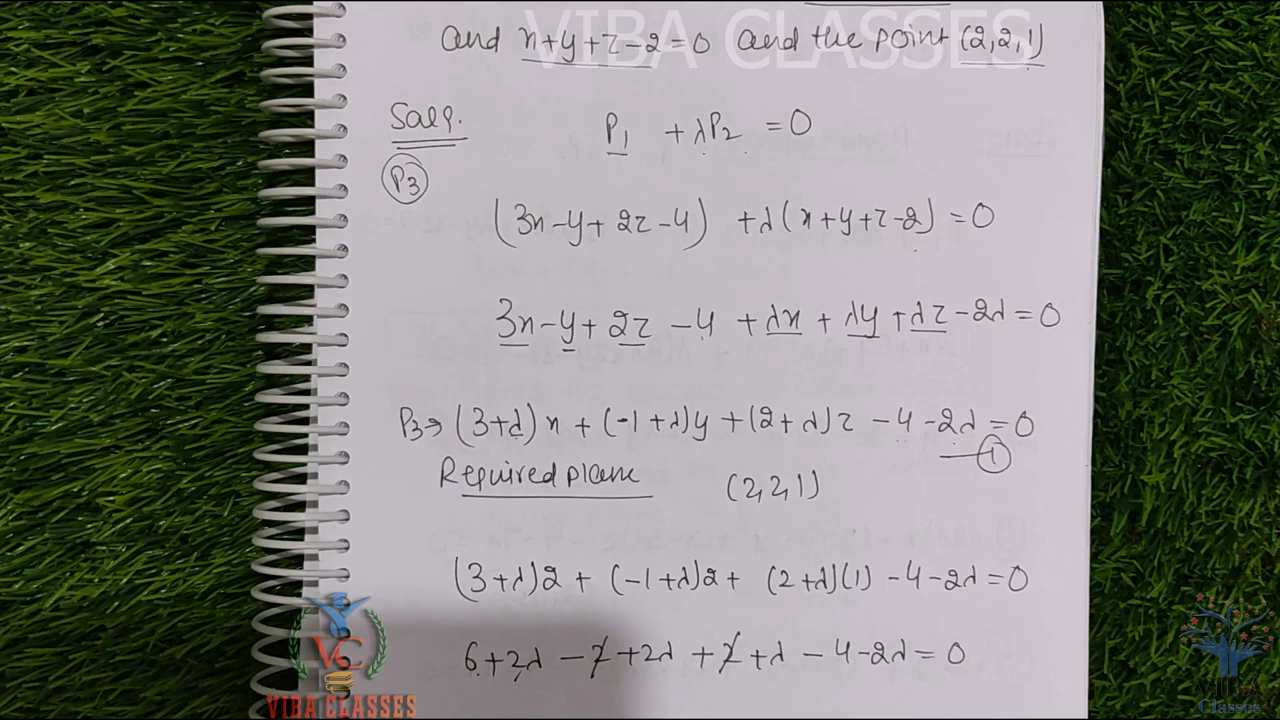 VIBA CLASSES
and x+y+z-2=0 and the point (2,2,1)
Solⁿ.
P₁ + λP₂ = 0
P₃
(3x-y+2z-4) + λ(x+y+z-2) = 0
3x-y+2z-4+λx+λy+λz-2λ=0
P₃→ (3+λ)x + (-1+λ)y + (2+λ)z - 4 - 2λ = 0
①
Required plane (2,2,1)
(3+λ)2 + (-1+λ)2 + (2+λ)(1) - 4 - 2λ = 0
6+2λ-2+2λ+2+λ-4-2λ=0
VC
VIBA CLASSES
VIBA
Classes